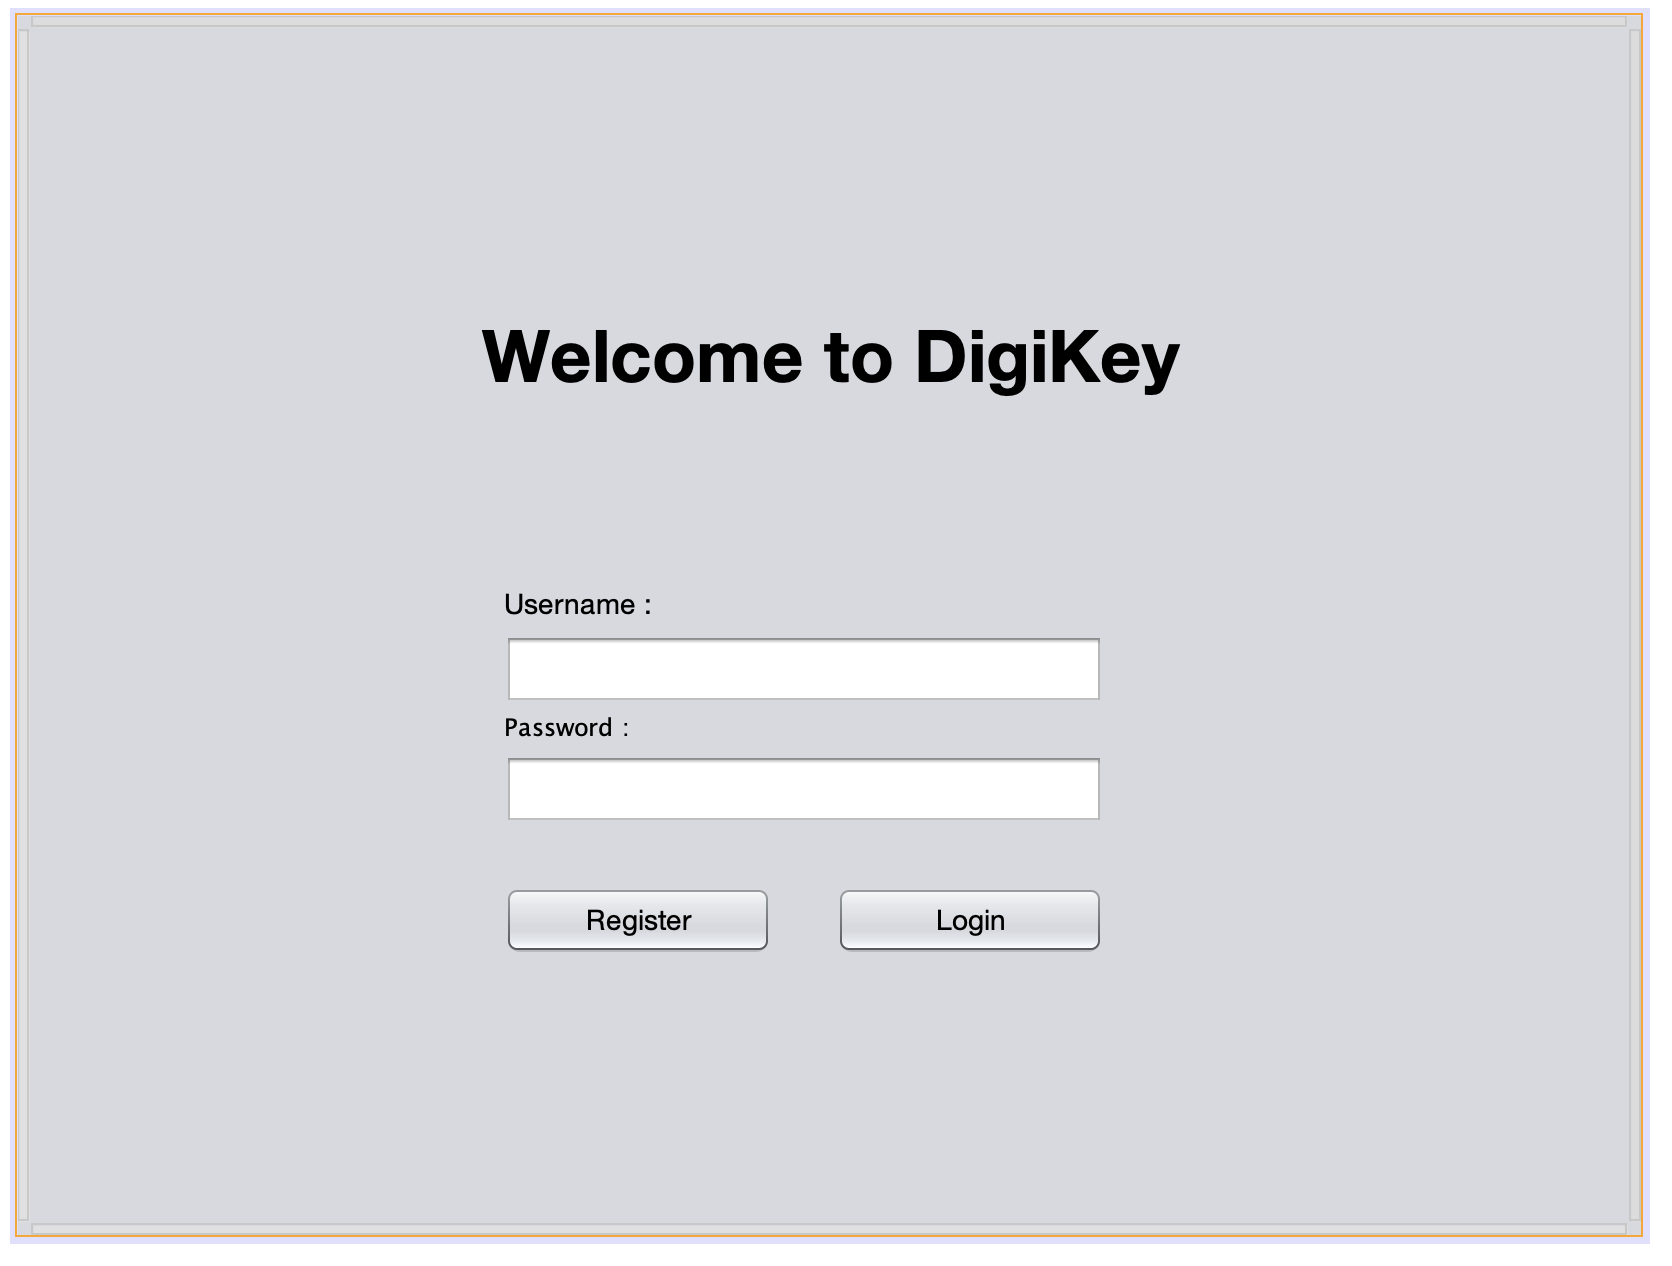 Welcome to DigiKey
Username :
Password :
Register
Login